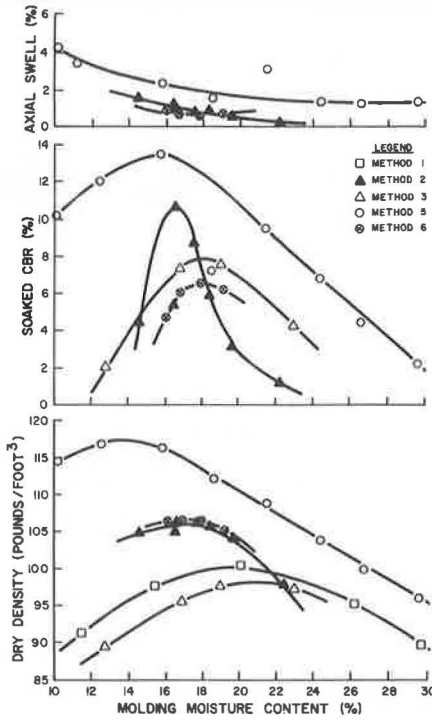 AXIAL SWELL (%)
6
4
2
0
SOAKED CBR (%)
14
12
10
8
6
4
2
0
LEGEND
METHOD 1
METHOD 2
METHOD 3
METHOD 5
METHOD 6
DRY DENSITY (POUNDS/FOOT³)
120
115
110
105
100
95
90
85
10 12 14 16 18 20 22 24 26 28 30
MOLDING MOISTURE CONTENT (%)